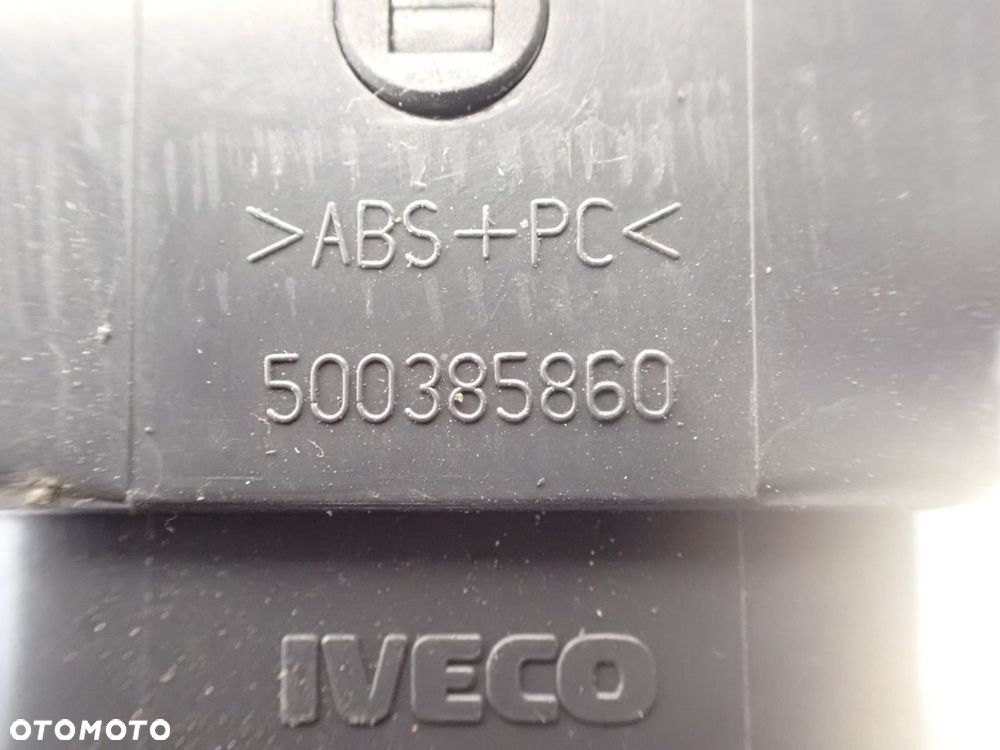 >ABS+PC<
500385860
IVECO
OTOMOTO